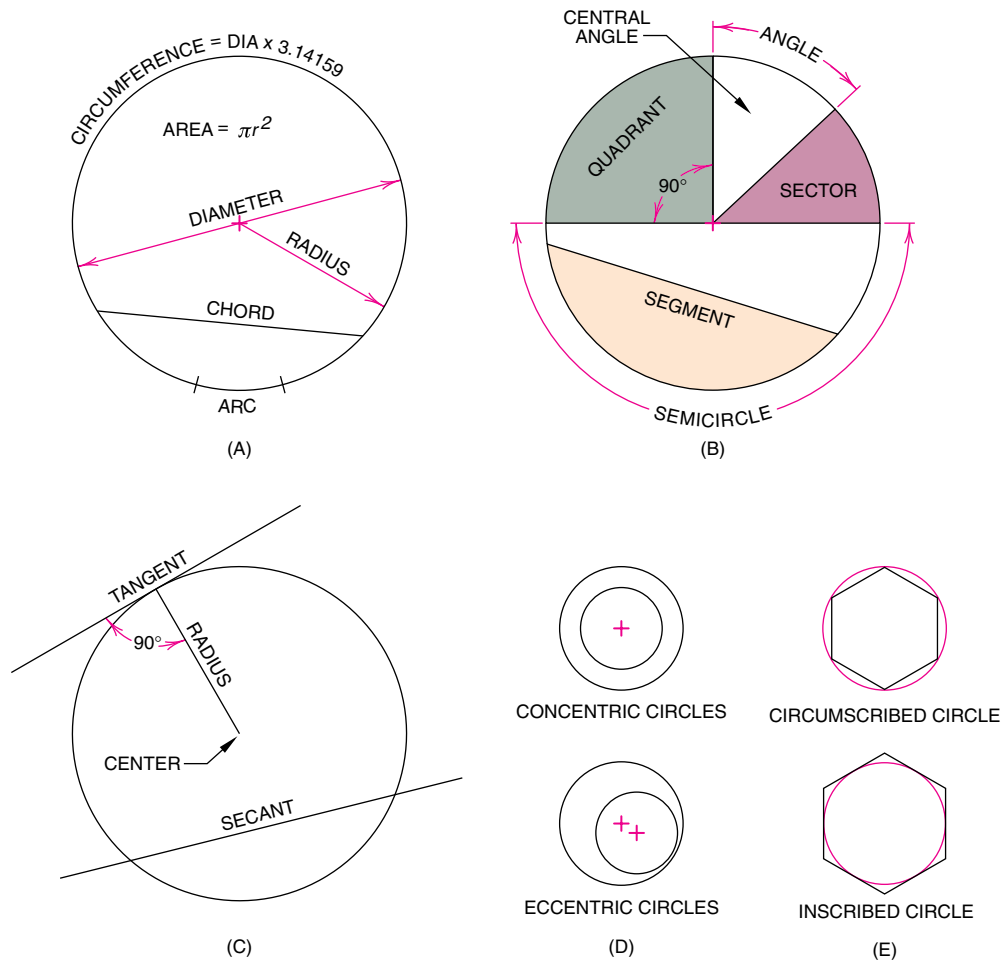 CIRCUMFERENCE = DIA x 3.14159
AREA = πr²
DIAMETER
RADIUS
CHORD
ARC
(A)
CENTRAL
ANGLE
ANGLE
QUADRANT
90°
SECTOR
SEGMENT
SEMICIRCLE
(B)
TANGENT
90°
RADIUS
CENTER
SECANT
(C)
CONCENTRIC CIRCLES
ECCENTRIC CIRCLES
(D)
CIRCUMSCRIBED CIRCLE
INSCRIBED CIRCLE
(E)